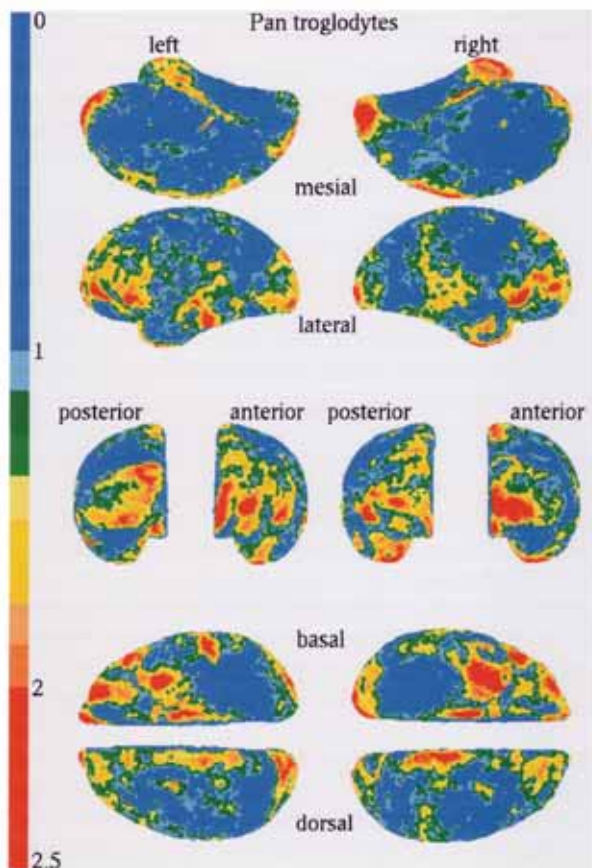 0
Pan troglodytes
left right
mesial
lateral
1
posterior anterior posterior anterior
basal
2
dorsal
2.5